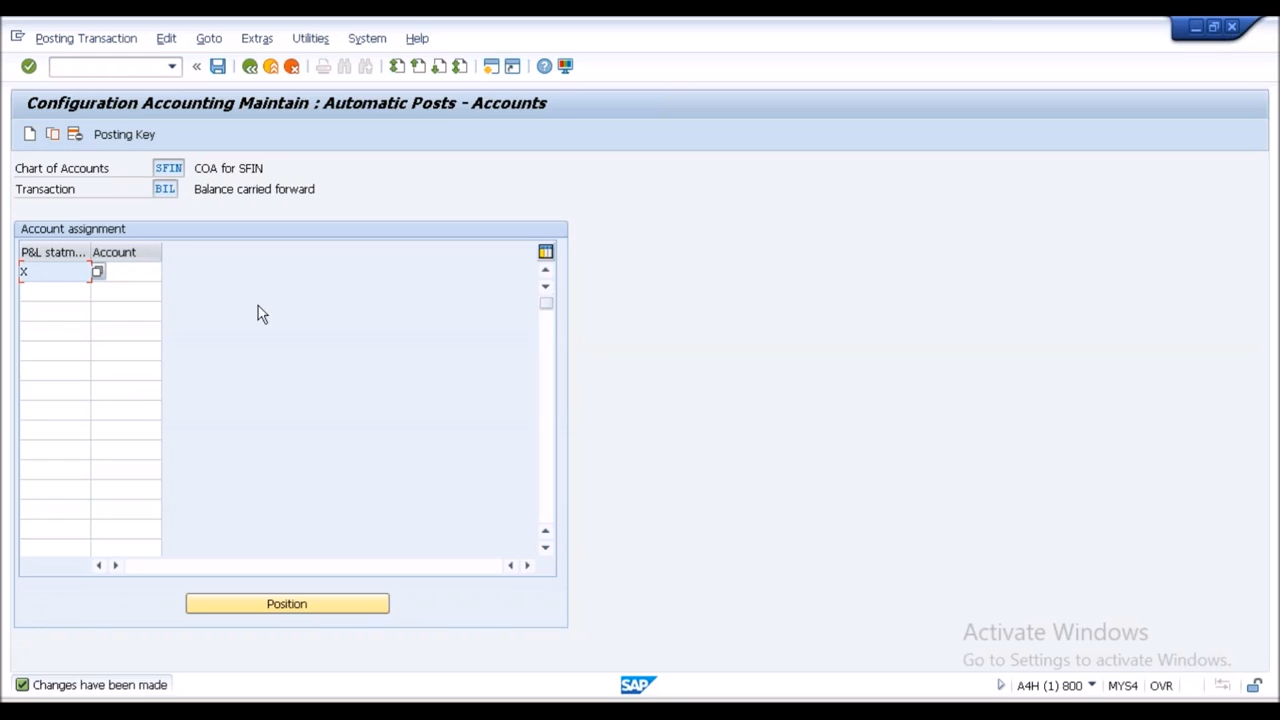 Posting Transaction Edit Goto Extras Utilities System Help
«
Configuration Accounting Maintain : Automatic Posts - Accounts
Posting Key
Chart of Accounts SFIN COA for SFIN
Transaction BIL Balance carried forward
Account assignment
P&L statm... Account
X
Position
Activate Windows
Go to Settings to activate Windows.
Changes have been made SAP A4H (1) 800 MYS4 OVR